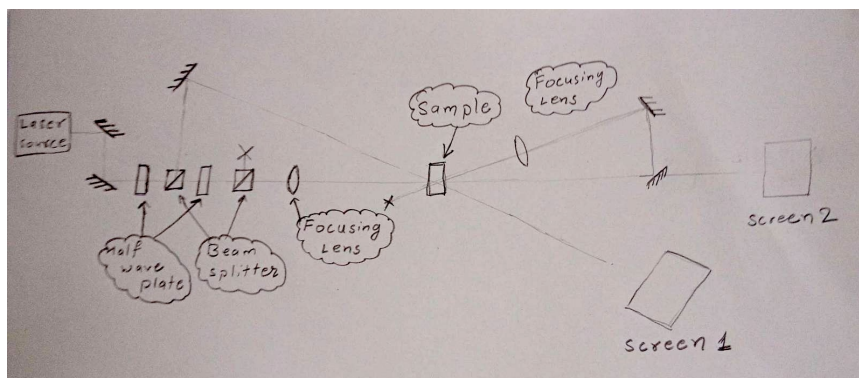 Laser
source
Sample
Focusing
Lens
Focusing
Lens
Half
wave
plate
Beam
splitter
screen 2
screen 1